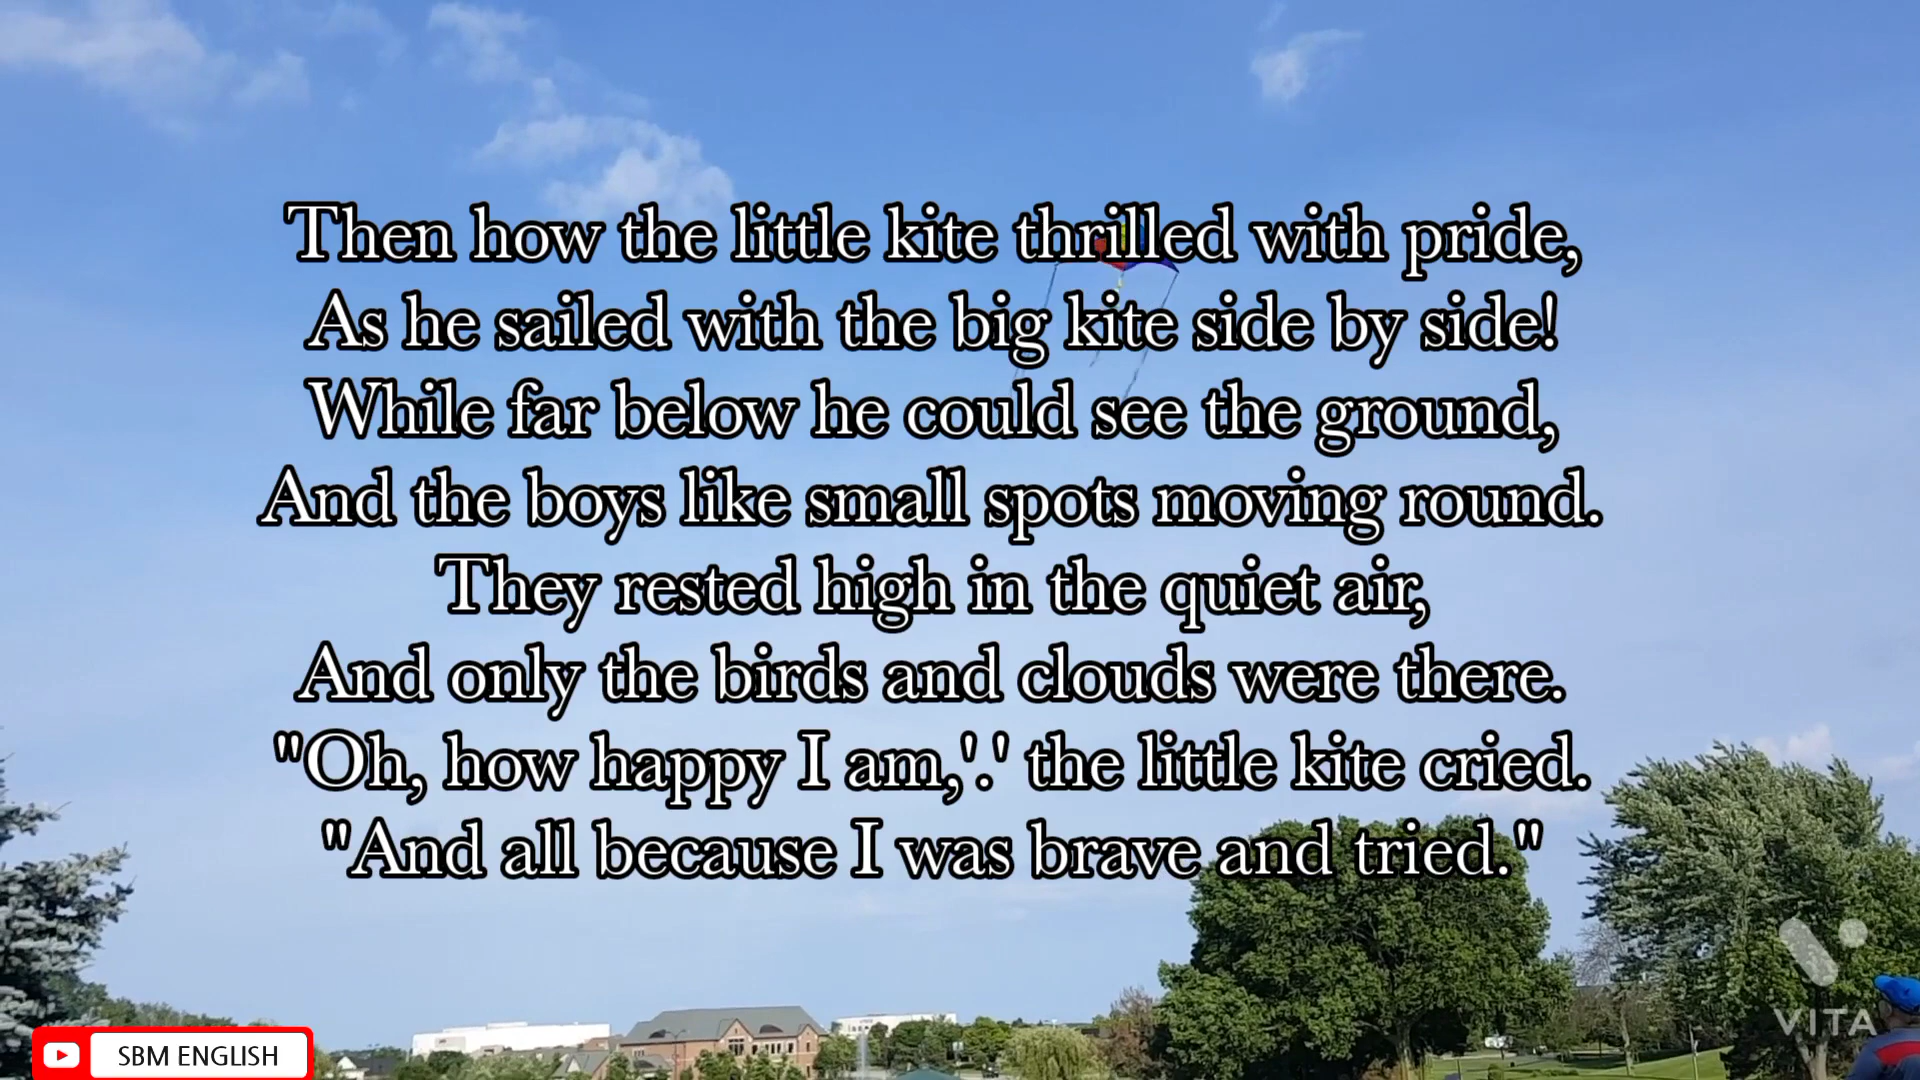 Then how the little kite thrilled with pride,
As he sailed with the big kite side by side!
While far below he could see the ground,
And the boys like small spots moving round.
They rested high in the quiet air,
And only the birds and clouds were there.
"Oh, how happy I am,'.' the little kite cried.
"And all because I was brave and tried."
SBM ENGLISH
VITA